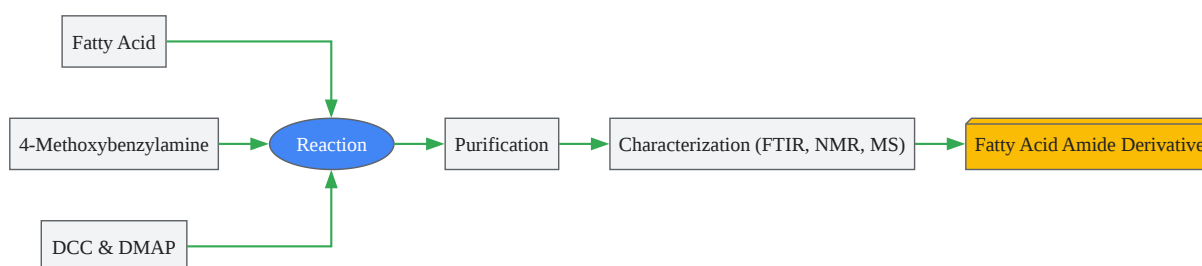 Fatty Acid
4-Methoxybenzylamine
DCC & DMAP
Reaction
Purification
Characterization (FTIR, NMR, MS)
Fatty Acid Amide Derivative